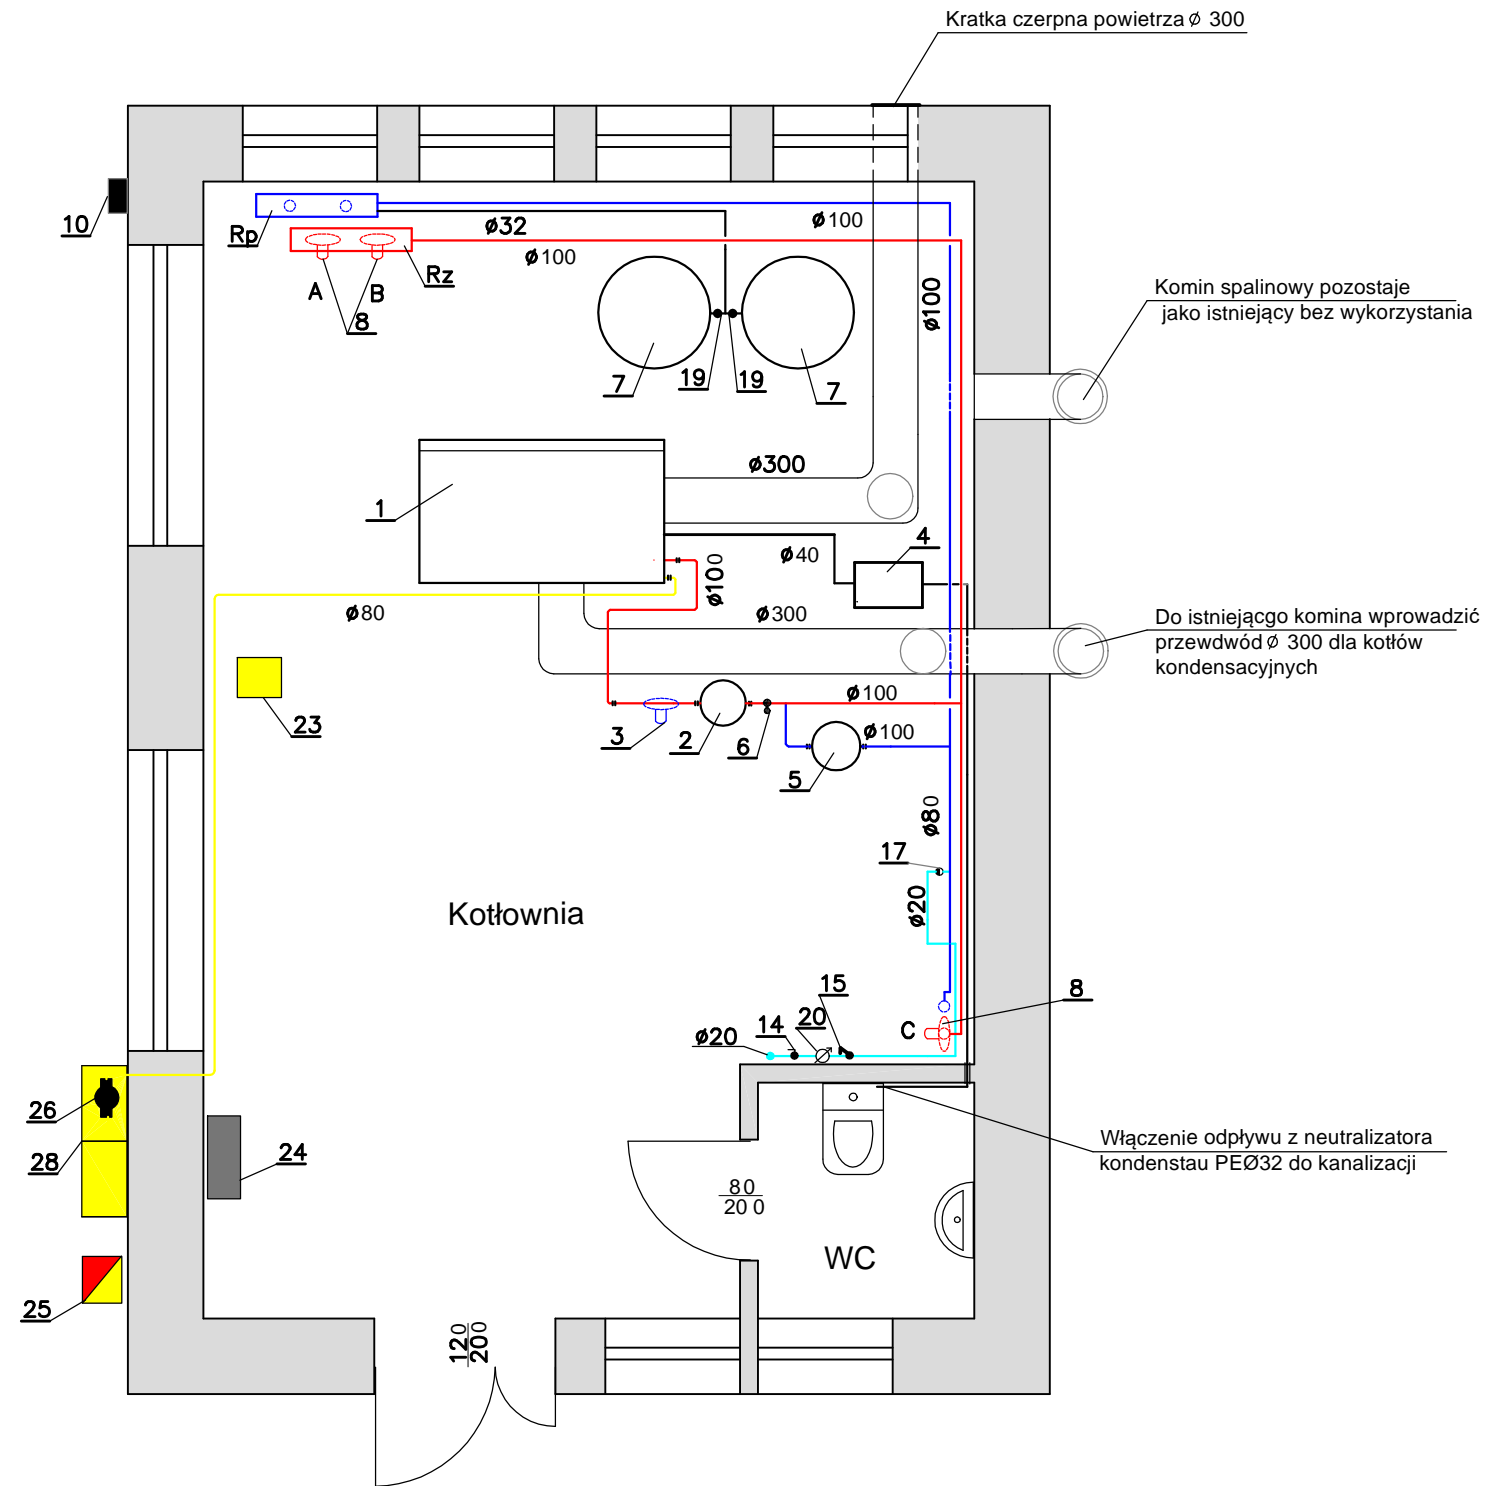 Kratka czerpna powietrza ø 300
10
Rp
ø32
ø100
ø100
Rz
A
B
8
ø100
Komin spalinowy pozostaje
jako istniejący bez wykorzystania
7
19
19
7
ø300
1
4
ø40
ø100
ø80
ø300
Do istniejącgo komina wprowadzić
przewdwód ø 300 dla kotłów
kondensacyjnych
ø100
23
3
2
6
ø100
5
ø80
17
ø20
Kotłownia
15
8
20
14
ø20
C
26
28
24
Włączenie odpływu z neutralizatora
kondenstau PEØ32 do kanalizacji
80
200
WC
25
120
200